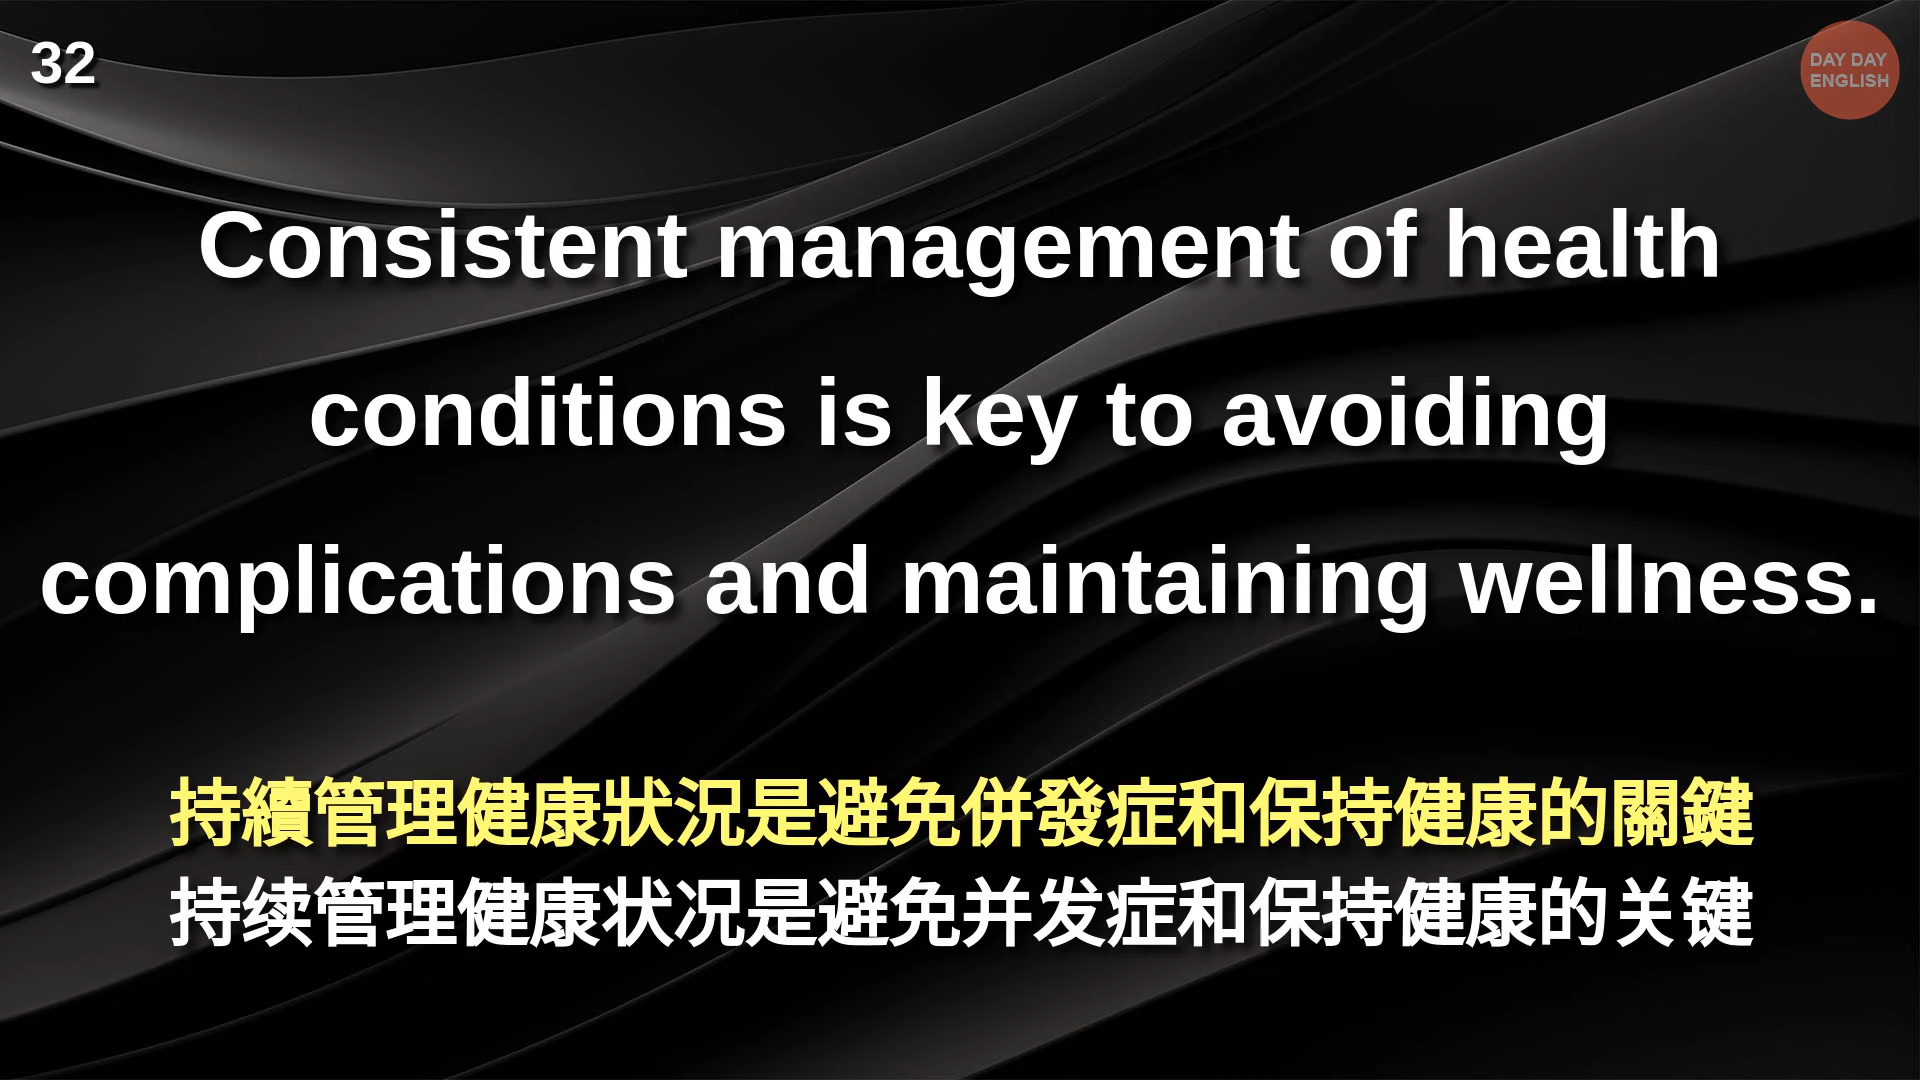 32
DAY DAY
ENGLISH
Consistent management of health
conditions is key to avoiding
complications and maintaining wellness.
持續管理健康狀況是避免併發症和保持健康的關鍵
持续管理健康状况是避免并发症和保持健康的关键